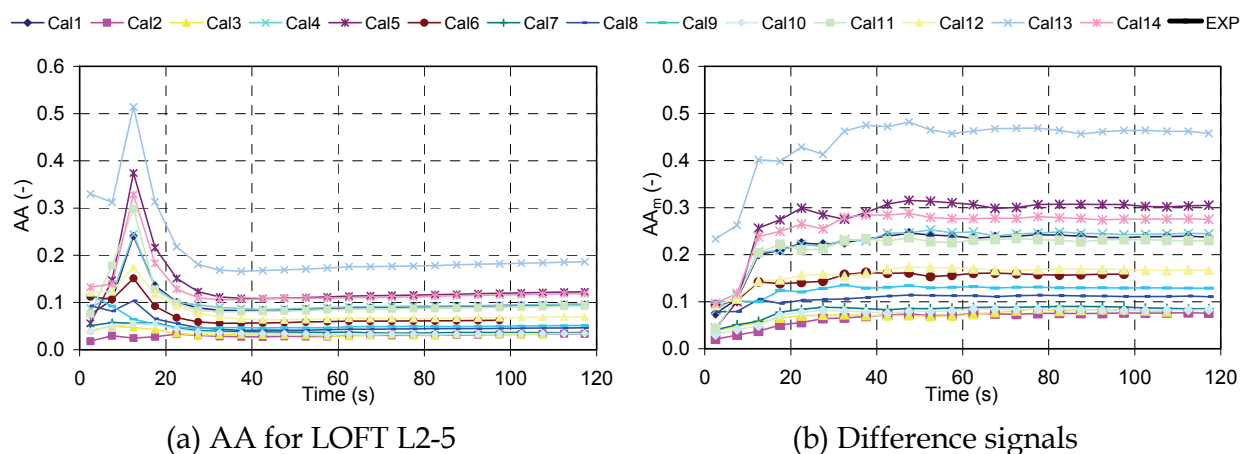 Cal1 Cal2 Cal3 Cal4 Cal5 Cal6 Cal7 Cal8 Cal9 Cal10 Cal11 Cal12 Cal13 Cal14 EXP
0.6
0.5
0.4
0.3
0.2
0.1
0.0
AA (-)
0 20 40 60 80 100 120
Time (s)
(a) AA for LOFT L2-5
0.6
0.5
0.4
0.3
0.2
0.1
0.0
AAm (-)
0 20 40 60 80 100 120
Time (s)
(b) Difference signals